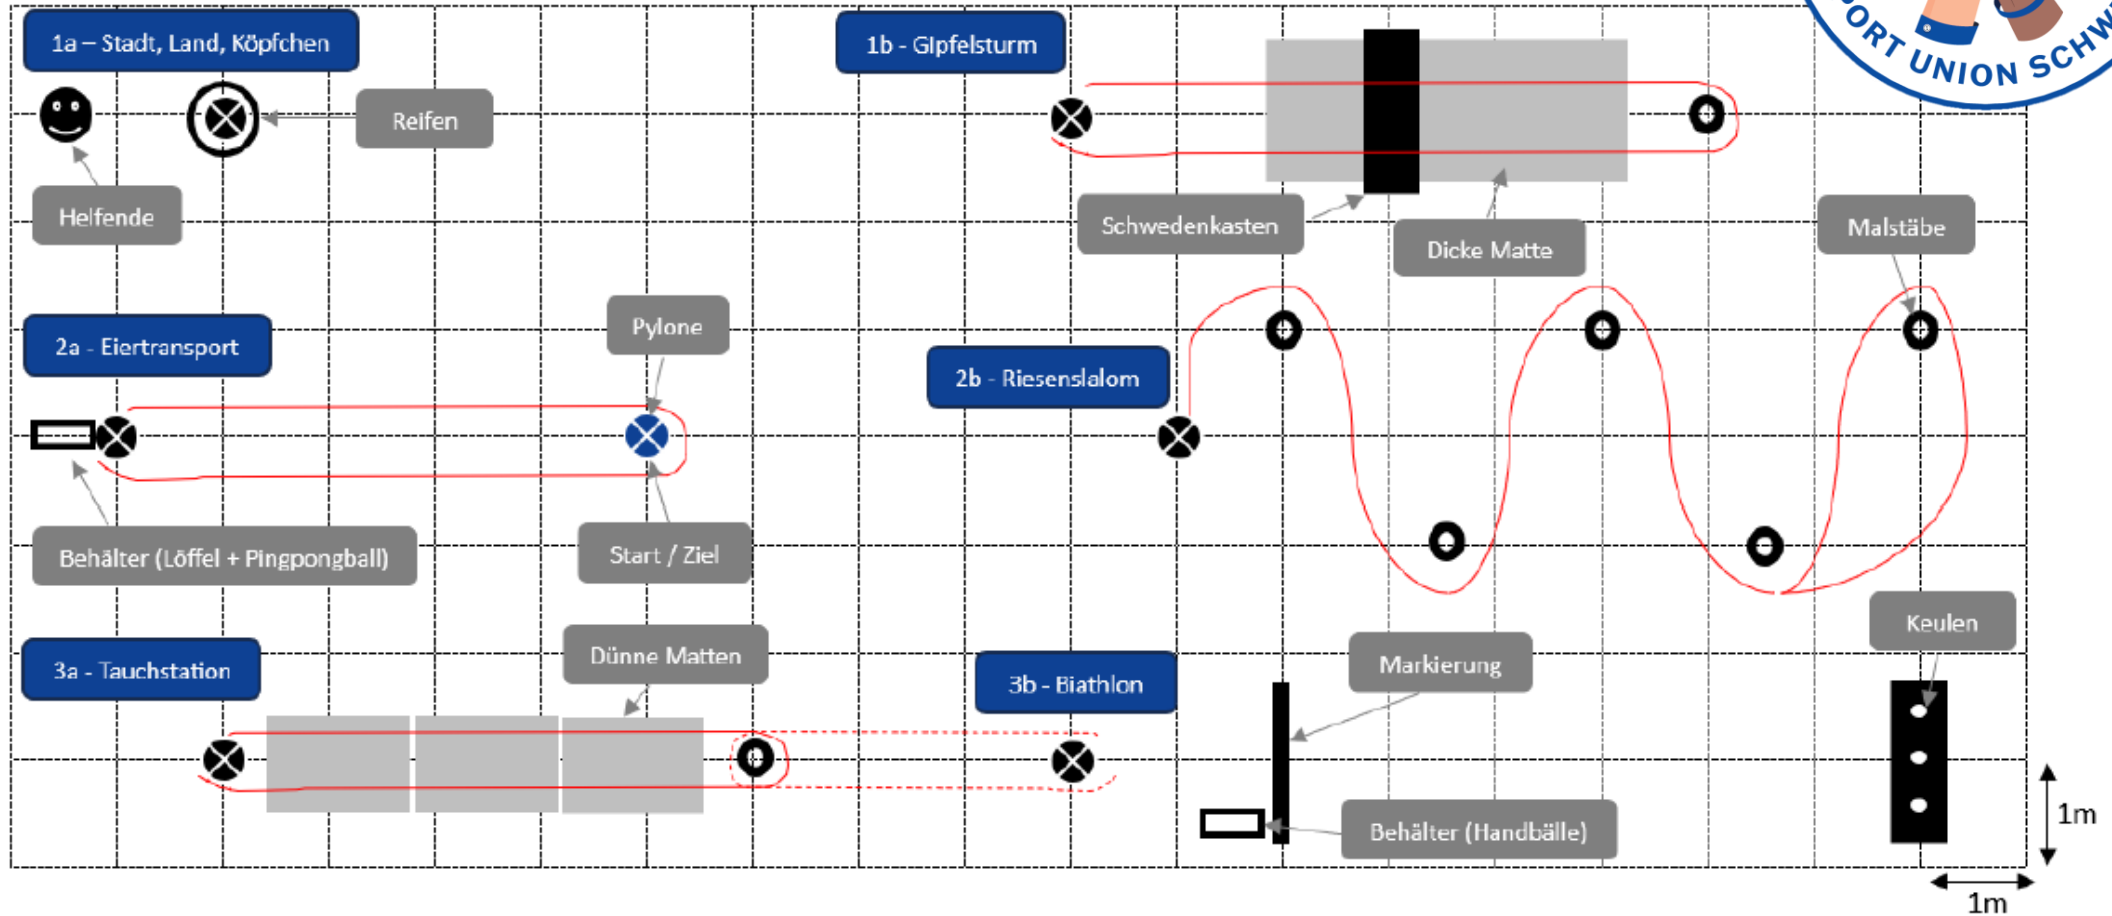 1a – Stadt, Land, Köpfchen
1b - Gipfelsturm
PORT UNION SCHW
Reifen
Helfende
Schwedenkasten
Dicke Matte
Malstäbe
Pylone
2a - Eiertransport
2b - Riesenslalom
Behälter (Löffel + Pingpongball)
Start / Ziel
Keulen
Dünne Matten
Markierung
3a - Tauchstation
3b - Biathlon
Behälter (Handbälle)
1m
1m